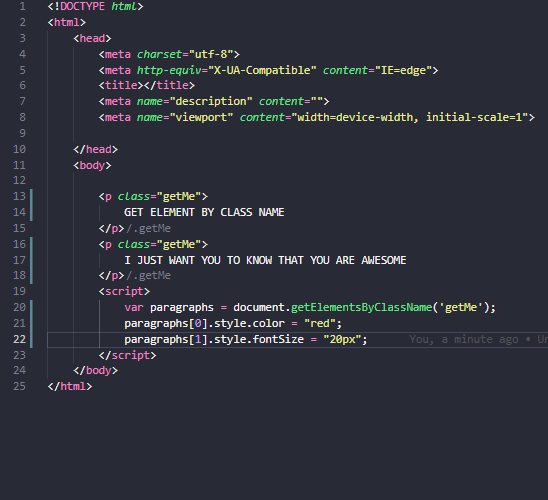 1 <!DOCTYPE html>
2 <html>
3 <head>
4 <meta charset="utf-8">
5 <meta http-equiv="X-UA-Compatible" content="IE=edge">
6 <title></title>
7 <meta name="description" content="">
8 <meta name="viewport" content="width=device-width, initial-scale=1">
9
10 </head>
11 <body>
12
13 <p class="getMe">
14 GET ELEMENT BY CLASS NAME
15 </p>/.getMe
16 <p class="getMe">
17 I JUST WANT YOU TO KNOW THAT YOU ARE AWESOME
18 </p>/.getMe
19 <script>
20 var paragraphs = document.getElementsByClassName('getMe');
21 paragraphs[0].style.color = "red";
22 paragraphs[1].style.fontSize = "20px"; You, a minute ago • Un
23 </script>
24 </body>
25 </html>